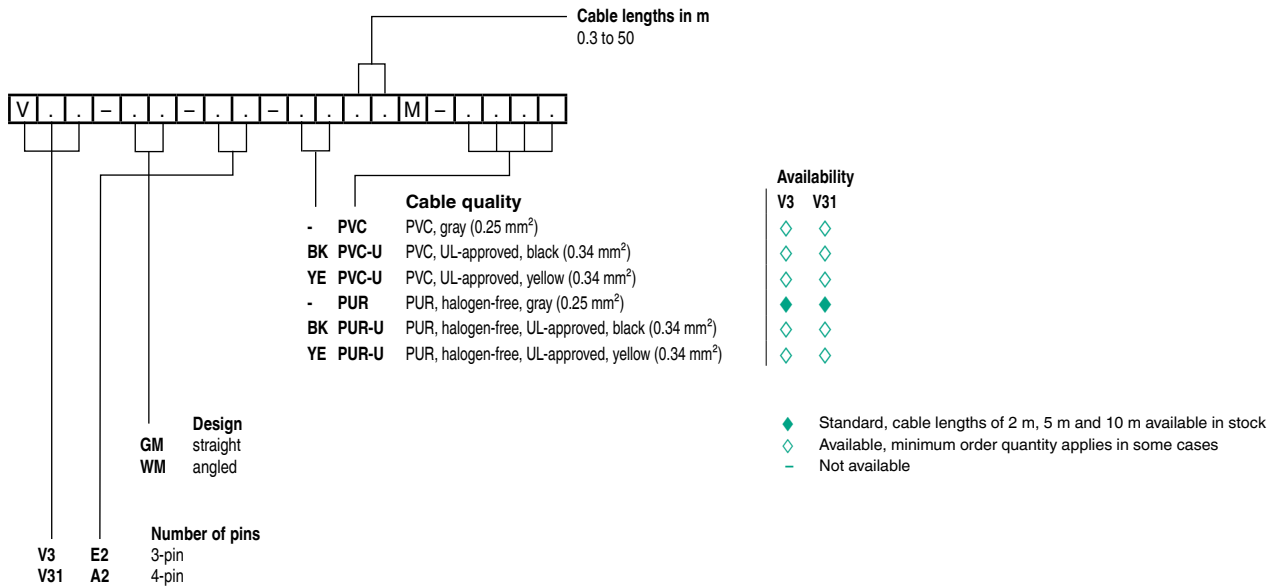 Cable lengths in m
0.3 to 50
V . . – . . – . . – . . . . M – . . . .
Cable quality
- PVC PVC, gray (0.25 mm²)
BK PVC-U PVC, UL-approved, black (0.34 mm²)
YE PVC-U PVC, UL-approved, yellow (0.34 mm²)
- PUR PUR, halogen-free, gray (0.25 mm²)
BK PUR-U PUR, halogen-free, UL-approved, black (0.34 mm²)
YE PUR-U PUR, halogen-free, UL-approved, yellow (0.34 mm²)
Availability
V3 V31
◇ ◇
◇ ◇
◇ ◇
◆ ◆
◇ ◇
◇ ◇
Design
GM straight
WM angled
◆ Standard, cable lengths of 2 m, 5 m and 10 m available in stock
◇ Available, minimum order quantity applies in some cases
– Not available
Number of pins
V3 E2 3-pin
V31 A2 4-pin